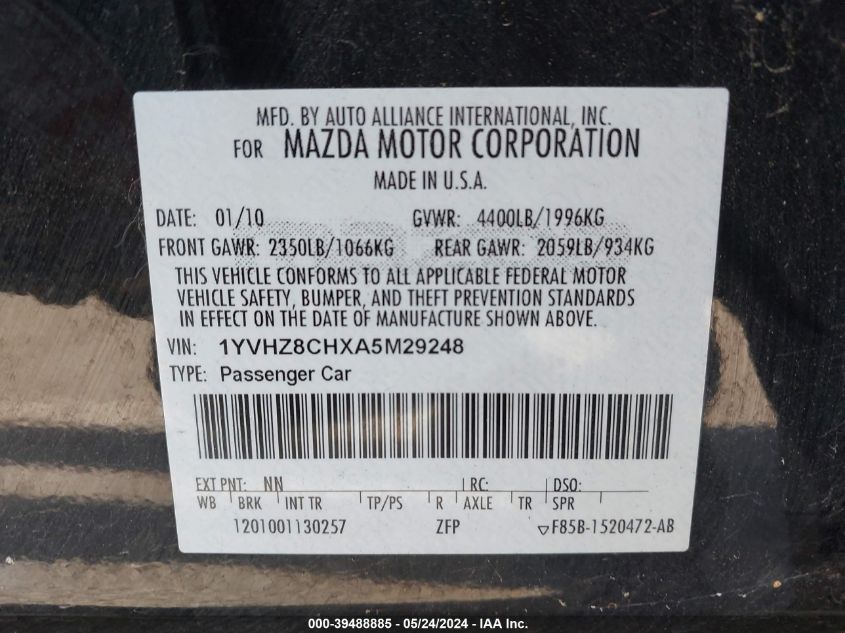 MFD. BY AUTO ALLIANCE INTERNATIONAL, INC.
FOR MAZDA MOTOR CORPORATION
MADE IN U.S.A.
DATE: 01/10 GVWR: 4400LB/1996KG
FRONT GAWR: 2350LB/1066KG REAR GAWR: 2059LB/934KG
THIS VEHICLE CONFORMS TO ALL APPLICABLE FEDERAL MOTOR
VEHICLE SAFETY, BUMPER, AND THEFT PREVENTION STANDARDS
IN EFFECT ON THE DATE OF MANUFACTURE SHOWN ABOVE.
VIN: 1YVHZ8CHXA5M29248
TYPE: Passenger Car
EXT PNT: NN RC: DSO:
WB BRK INT TR TP/PS R AXLE TR SPR
1201001130257 ZFP F85B-1520472-AB
000-39488885 - 05/24/2024 - IAA Inc.